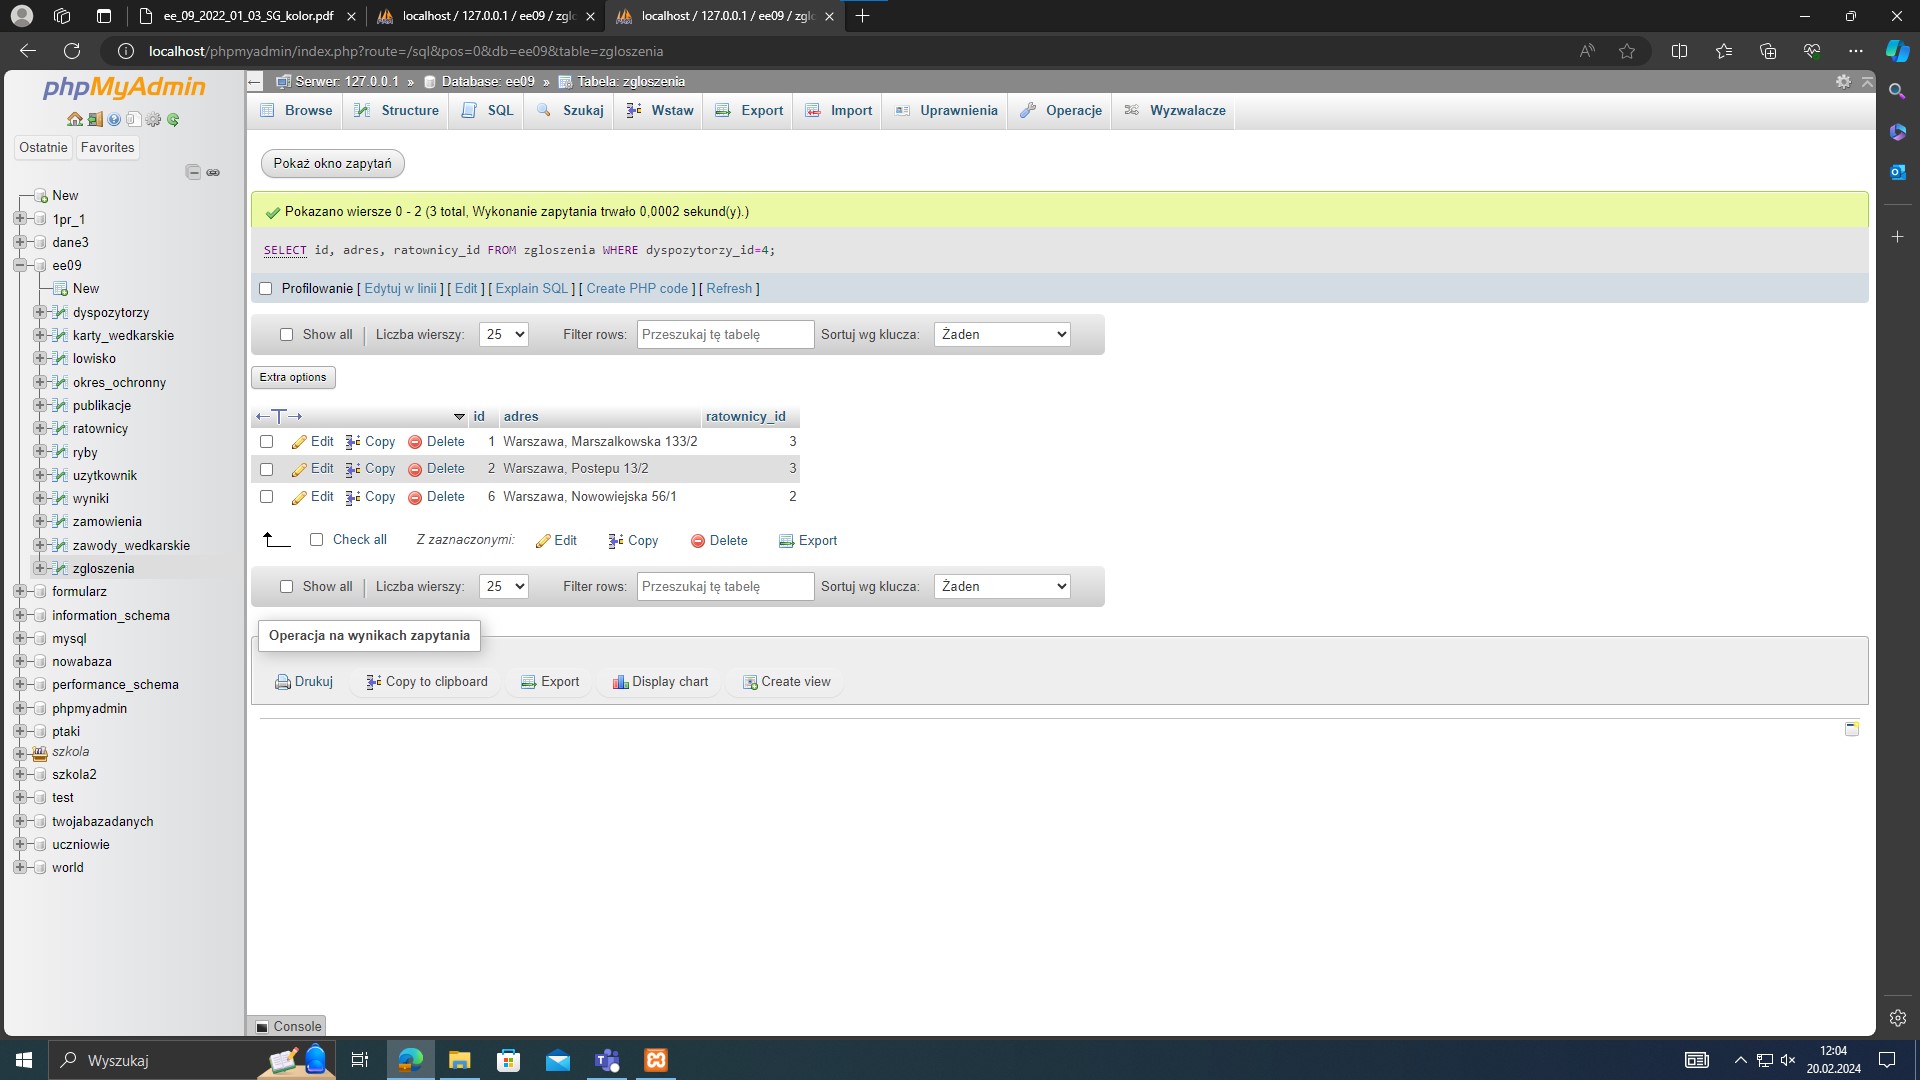 ee_09_2022_01_03_SG_kolor.pdf
localhost / 127.0.0.1 / ee09 / zgl
localhost / 127.0.0.1 / ee09 / zgl
localhost/phpmyadmin/index.php?route=/sql&pos=0&db=ee09&table=zgloszenia
phpMyAdmin
Ostatnie Favorites
New
1pr_1
dane3
ee09
New
dyspozytorzy
karty_wedkarskie
lowisko
okres_ochronny
publikacje
ratownicy
ryby
uzytkownik
wyniki
zamowienia
zawody_wedkarskie
zgloszenia
formularz
information_schema
mysql
nowabaza
performance_schema
phpmyadmin
ptaki
szkola
szkola2
test
twojabazadanych
uczniowie
world
Serwer: 127.0.0.1 » Database: ee09 » Tabela: zgloszenia
Browse Structure SQL Szukaj Wstaw Export Import Uprawnienia Operacje Wyzwalacze
Pokaż okno zapytań
Pokazano wiersze 0 - 2 (3 total, Wykonanie zapytania trwało 0,0002 sekund(y).)
SELECT id, adres, ratownicy_id FROM zgloszenia WHERE dyspozytorzy_id=4;
Profilowanie [ Edytuj w linii ] [ Edit ] [ Explain SQL ] [ Create PHP code ] [ Refresh ]
Show all Liczba wierszy: 25 Filter rows: Przeszukaj tę tabelę Sortuj wg klucza: Żaden
Extra options
←T→ id adres ratownicy_id
Edit Copy Delete 1 Warszawa, Marszalkowska 133/2 3
Edit Copy Delete 2 Warszawa, Postepu 13/2 3
Edit Copy Delete 6 Warszawa, Nowowiejska 56/1 2
Check all Z zaznaczonymi: Edit Copy Delete Export
Show all Liczba wierszy: 25 Filter rows: Przeszukaj tę tabelę Sortuj wg klucza: Żaden
Operacja na wynikach zapytania
Drukuj Copy to clipboard Export Display chart Create view
Console
Wyszukaj
12:04
20.02.2024